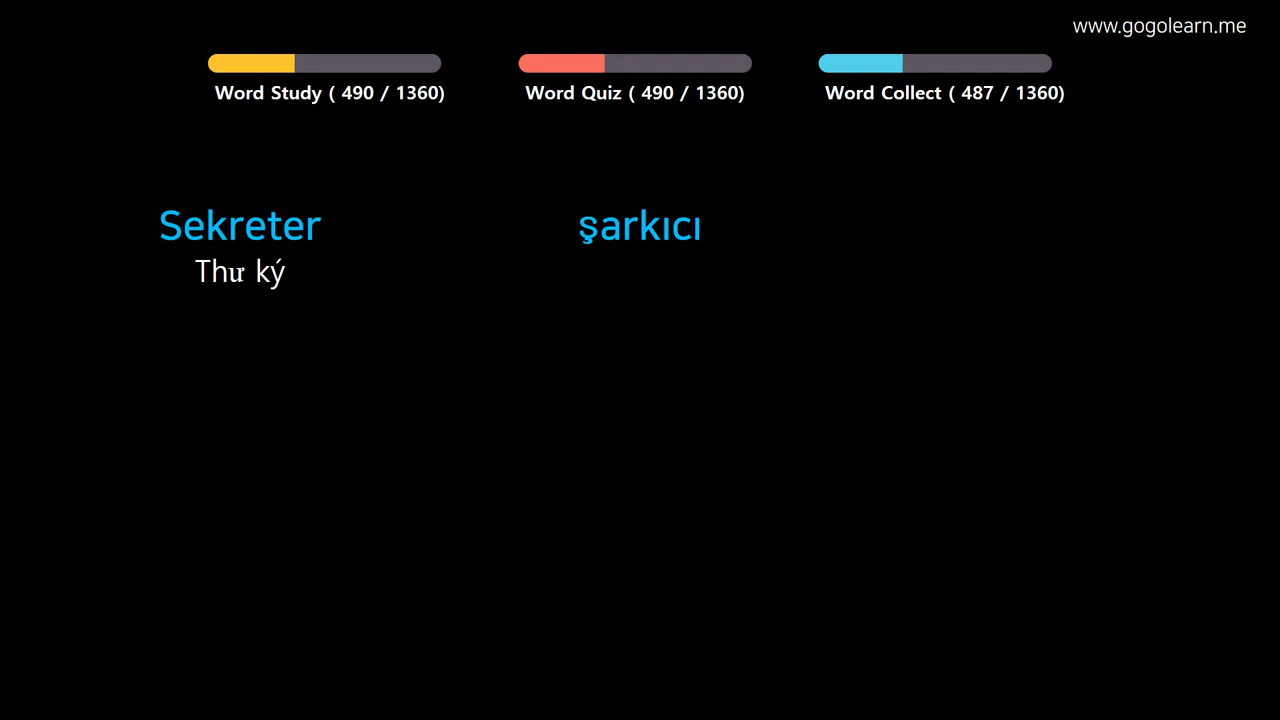 www.gogolearn.me
Word Study ( 490 / 1360)
Word Quiz ( 490 / 1360)
Word Collect ( 487 / 1360)
Sekreter
Thư ký
şarkıcı